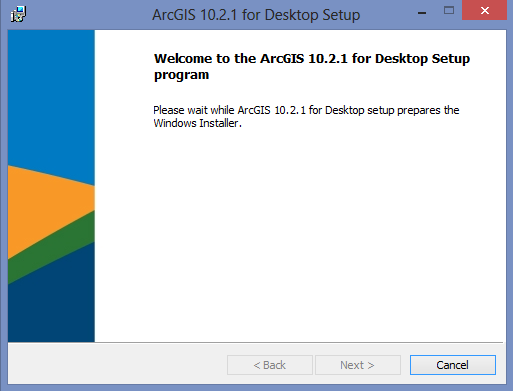 ArcGIS 10.2.1 for Desktop Setup
Welcome to the ArcGIS 10.2.1 for Desktop Setup
program
Please wait while ArcGIS 10.2.1 for Desktop setup prepares the
Windows Installer.
< Back
Next >
Cancel